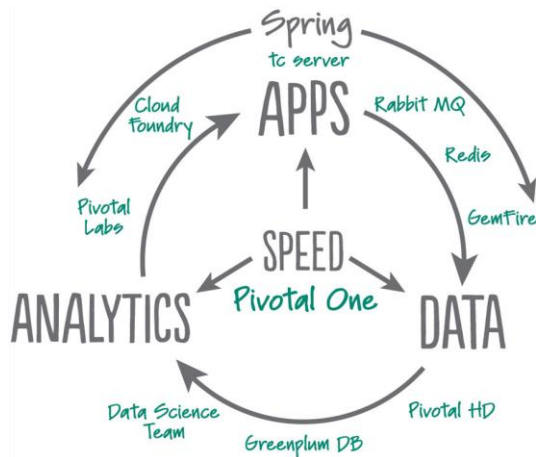 Spring
tc server
Cloud
Foundry
APPS
Rabbit MQ
Redis
Pivotal
Labs
GemFire
SPEED
Pivotal One
ANALYTICS
DATA
Data Science
Team
Greenplum DB
Pivotal HD